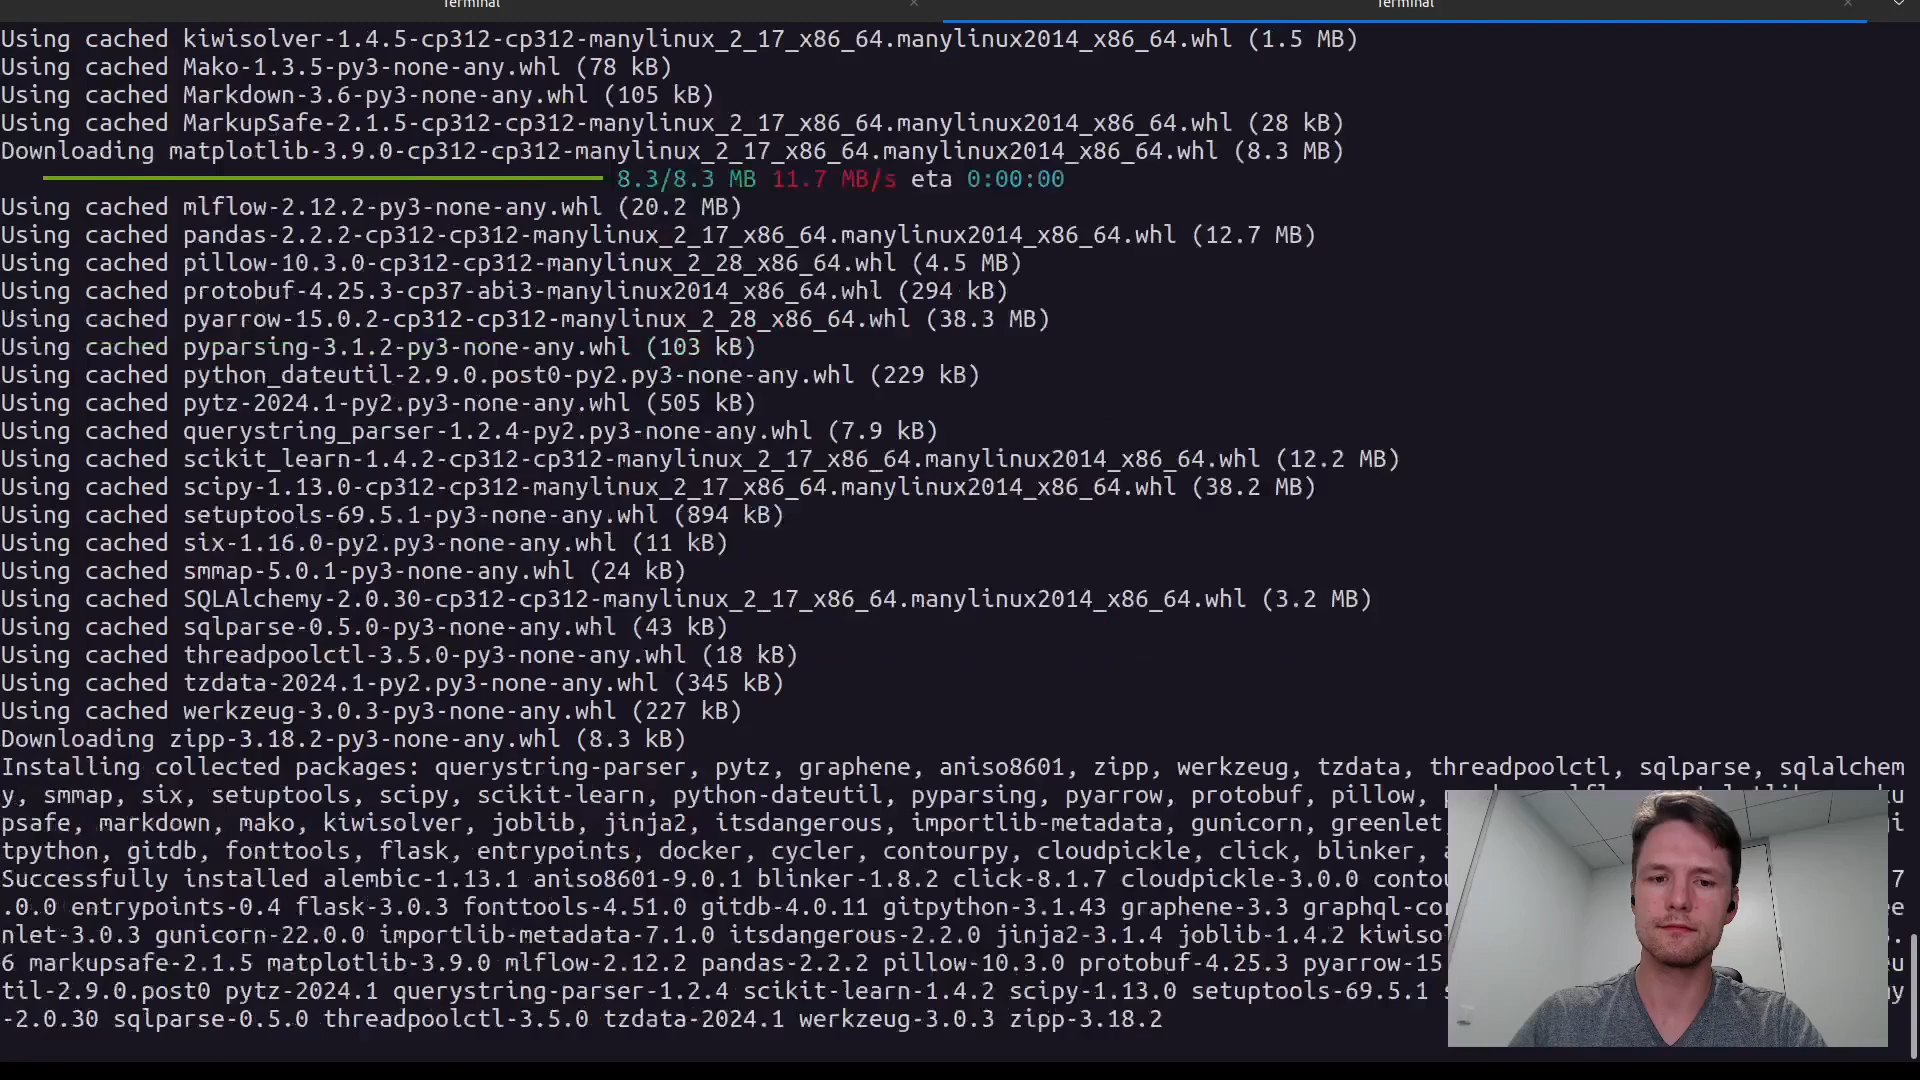 Terminal
Terminal
Using cached kiwisolver-1.4.5-cp312-cp312-manylinux_2_17_x86_64.manylinux2014_x86_64.whl (1.5 MB)
Using cached Mako-1.3.5-py3-none-any.whl (78 kB)
Using cached Markdown-3.6-py3-none-any.whl (105 kB)
Using cached MarkupSafe-2.1.5-cp312-cp312-manylinux_2_17_x86_64.manylinux2014_x86_64.whl (28 kB)
Downloading matplotlib-3.9.0-cp312-cp312-manylinux_2_17_x86_64.manylinux2014_x86_64.whl (8.3 MB)
8.3/8.3 MB 11.7 MB/s eta 0:00:00
Using cached mlflow-2.12.2-py3-none-any.whl (20.2 MB)
Using cached pandas-2.2.2-cp312-cp312-manylinux_2_17_x86_64.manylinux2014_x86_64.whl (12.7 MB)
Using cached pillow-10.3.0-cp312-cp312-manylinux_2_28_x86_64.whl (4.5 MB)
Using cached protobuf-4.25.3-cp37-abi3-manylinux2014_x86_64.whl (294 kB)
Using cached pyarrow-15.0.2-cp312-cp312-manylinux_2_28_x86_64.whl (38.3 MB)
Using cached pyparsing-3.1.2-py3-none-any.whl (103 kB)
Using cached python_dateutil-2.9.0.post0-py2.py3-none-any.whl (229 kB)
Using cached pytz-2024.1-py2.py3-none-any.whl (505 kB)
Using cached querystring_parser-1.2.4-py2.py3-none-any.whl (7.9 kB)
Using cached scikit_learn-1.4.2-cp312-cp312-manylinux_2_17_x86_64.manylinux2014_x86_64.whl (12.2 MB)
Using cached scipy-1.13.0-cp312-cp312-manylinux_2_17_x86_64.manylinux2014_x86_64.whl (38.2 MB)
Using cached setuptools-69.5.1-py3-none-any.whl (894 kB)
Using cached six-1.16.0-py2.py3-none-any.whl (11 kB)
Using cached smmap-5.0.1-py3-none-any.whl (24 kB)
Using cached SQLAlchemy-2.0.30-cp312-cp312-manylinux_2_17_x86_64.manylinux2014_x86_64.whl (3.2 MB)
Using cached sqlparse-0.5.0-py3-none-any.whl (43 kB)
Using cached threadpoolctl-3.5.0-py3-none-any.whl (18 kB)
Using cached tzdata-2024.1-py2.py3-none-any.whl (345 kB)
Using cached werkzeug-3.0.3-py3-none-any.whl (227 kB)
Downloading zipp-3.18.2-py3-none-any.whl (8.3 kB)
Installing collected packages: querystring-parser, pytz, graphene, aniso8601, zipp, werkzeug, tzdata, threadpoolctl, sqlparse, sqlalchem
y, smmap, six, setuptools, scipy, scikit-learn, python-dateutil, pyparsing, pyarrow, protobuf, pillow, ku
psafe, markdown, mako, kiwisolver, joblib, jinja2, itsdangerous, importlib-metadata, gunicorn, greenlet, gi
tpython, gitdb, fonttools, flask, entrypoints, docker, cycler, contourpy, cloudpickle, click, blinker,
Successfully installed alembic-1.13.1 aniso8601-9.0.1 blinker-1.8.2 click-8.1.7 cloudpickle-3.0.0 contou 7
.0.0 entrypoints-0.4 flask-3.0.3 fonttools-4.51.0 gitdb-4.0.11 gitpython-3.1.43 graphene-3.3 graphql-co ee
nlet-3.0.3 gunicorn-22.0.0 importlib-metadata-7.1.0 itsdangerous-2.2.0 jinja2-3.1.4 joblib-1.4.2 kiwiso 3.
6 markupsafe-2.1.5 matplotlib-3.9.0 mlflow-2.12.2 pandas-2.2.2 pillow-10.3.0 protobuf-4.25.3 pyarrow-15 eu
til-2.9.0.post0 pytz-2024.1 querystring-parser-1.2.4 scikit-learn-1.4.2 scipy-1.13.0 setuptools-69.5.1 s my
-2.0.30 sqlparse-0.5.0 threadpoolctl-3.5.0 tzdata-2024.1 werkzeug-3.0.3 zipp-3.18.2